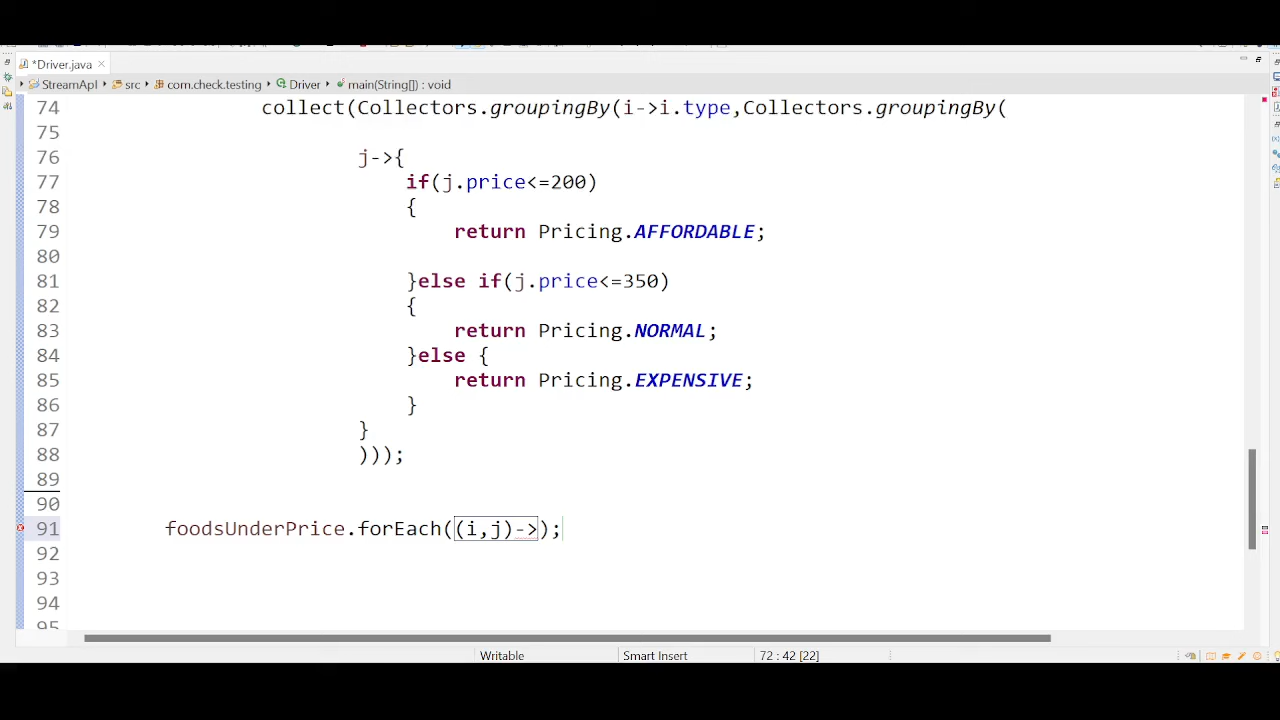 *Driver.java
StreamApI src com.check.testing Driver main(String[]) : void
74 collect(Collectors.groupingBy(i->i.type,Collectors.groupingBy(
75
76 j->{
77 if(j.price<=200)
78 {
79 return Pricing.AFFORDABLE;
80
81 }else if(j.price<=350)
82 {
83 return Pricing.NORMAL;
84 }else {
85 return Pricing.EXPENSIVE;
86 }
87 }
88 )));
89
90
91 foodsUnderPrice.forEach((i,j)->);
92
93
94
95
Writable Smart Insert 72 : 42 [22]